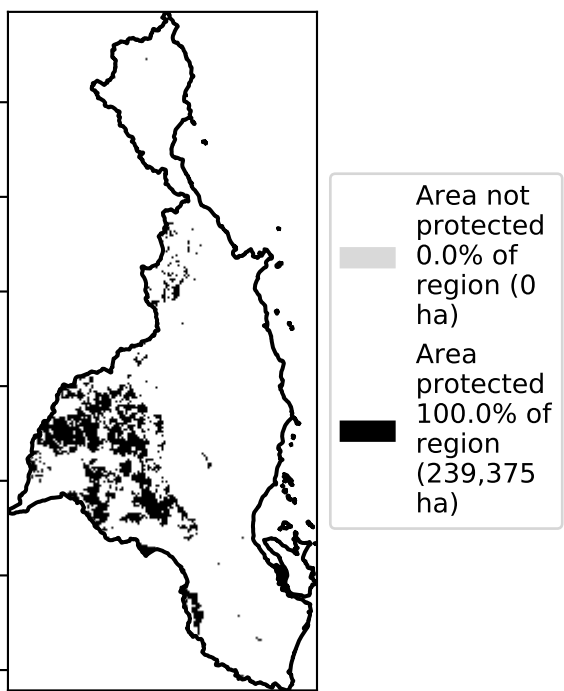 Area not
protected
0.0% of
region (0
ha)
Area
protected
100.0% of
region
(239,375
ha)